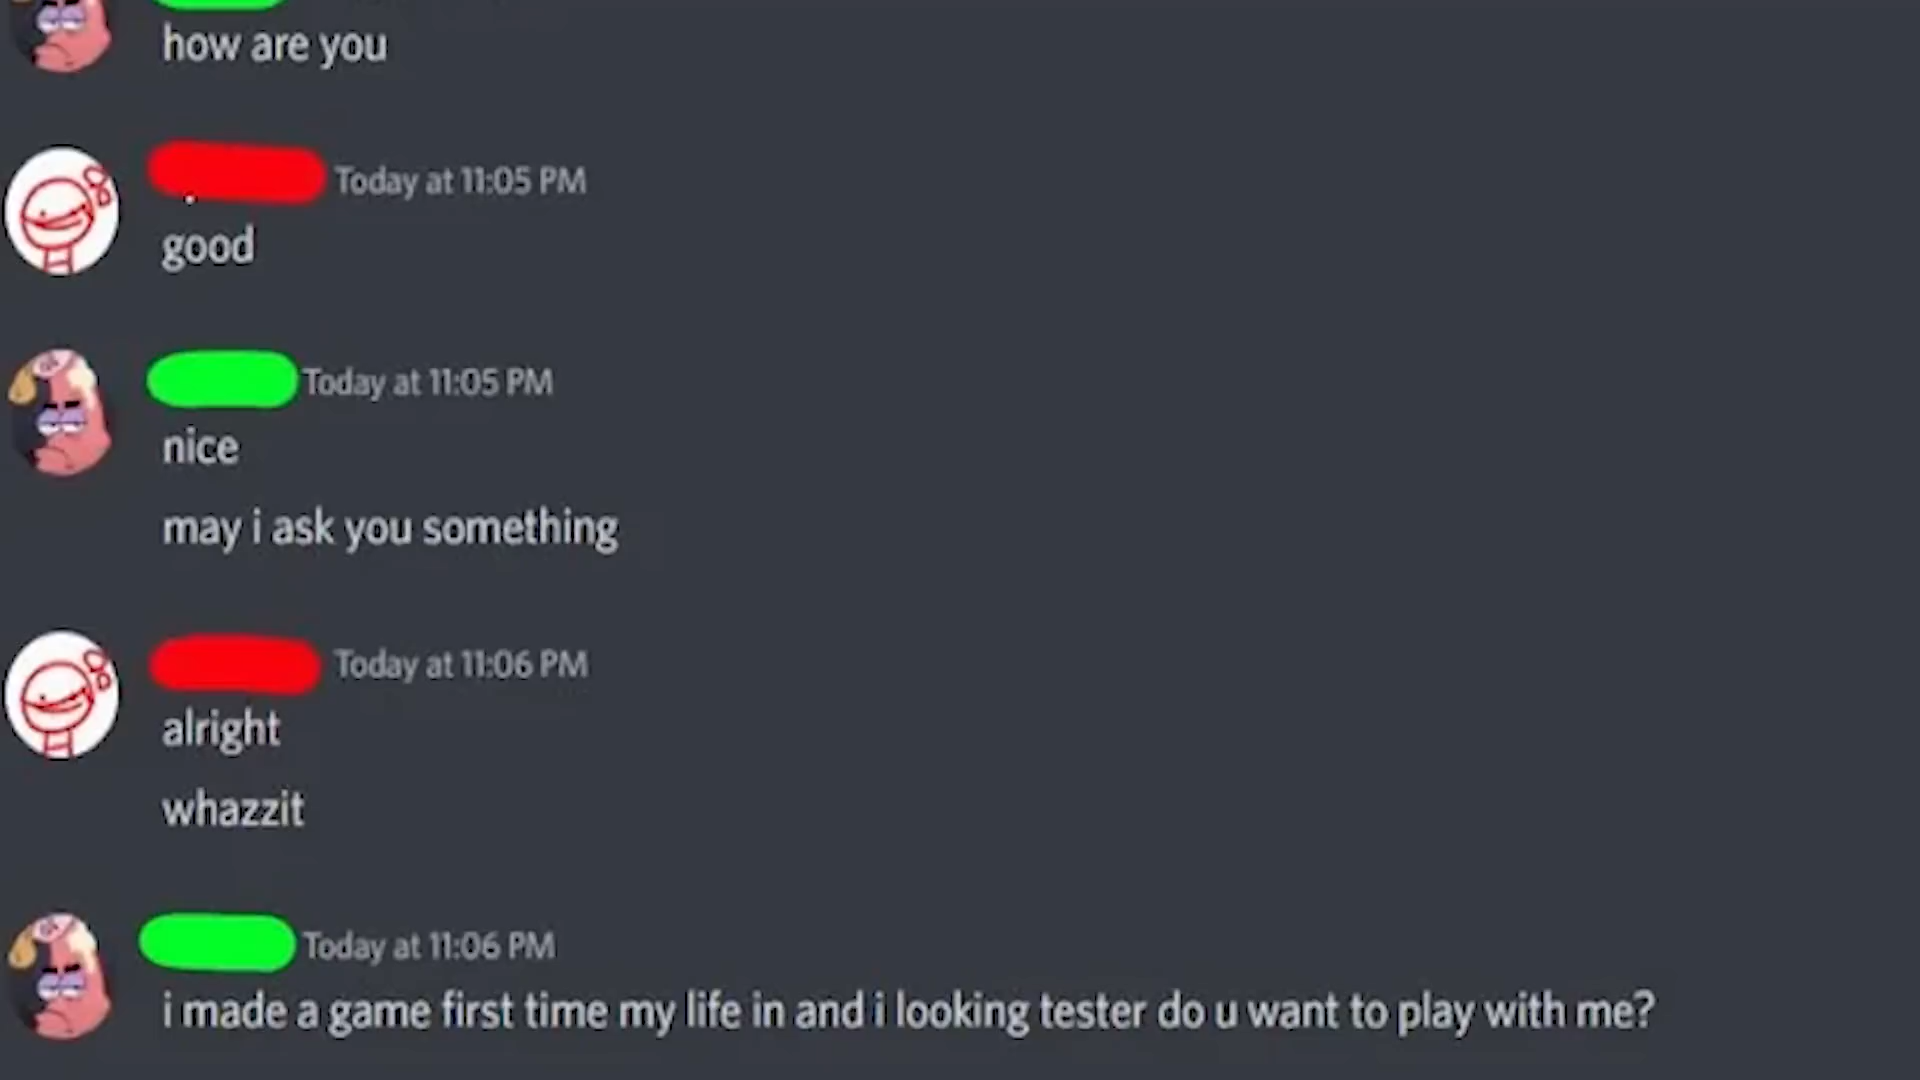 how are you
Today at 11:05 PM
good
Today at 11:05 PM
nice
may i ask you something
Today at 11:06 PM
alright
whazzit
Today at 11:06 PM
i made a game first time my life in and i looking tester do u want to play with me?